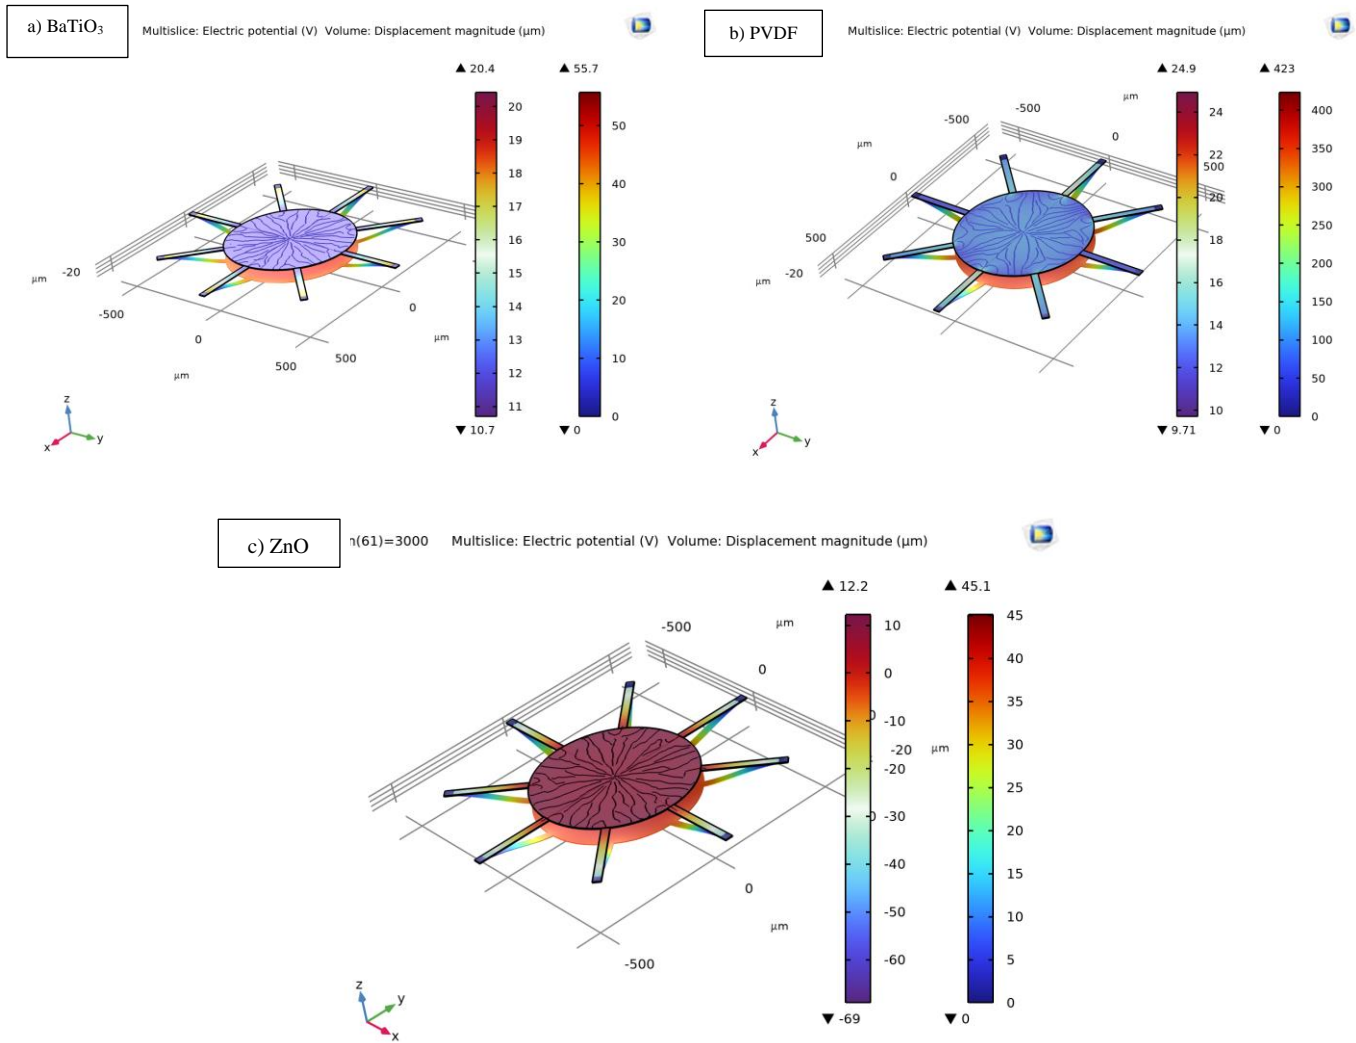 a) BaTiO3
Multislice: Electric potential (V) Volume: Displacement magnitude (µm)
▲ 20.4 ▲ 55.7
20
19
18
17
16
15
14
13
12
11
50
40
30
20
10
0
▼ 10.7 ▼ 0
µm
-20
-500
0
500
µm
500
0
µm
z
y
x
b) PVDF
Multislice: Electric potential (V) Volume: Displacement magnitude (µm)
▲ 24.9 ▲ 423
24
22
20
18
16
14
12
10
400
350
300
250
200
150
100
50
0
▼ 9.71 ▼ 0
µm
-500
0
500
µm
-500
0
500
µm
-20
z
y
x
c) ZnO
n(61)=3000 Multislice: Electric potential (V) Volume: Displacement magnitude (µm)
▲ 12.2 ▲ 45.1
10
0
-10
-20
-30
-40
-50
-60
45
40
35
30
25
20
15
10
5
0
▼ -69 ▼ 0
-500
µm
0
0
-20
µm
0
0
µm
-500
z
y
x